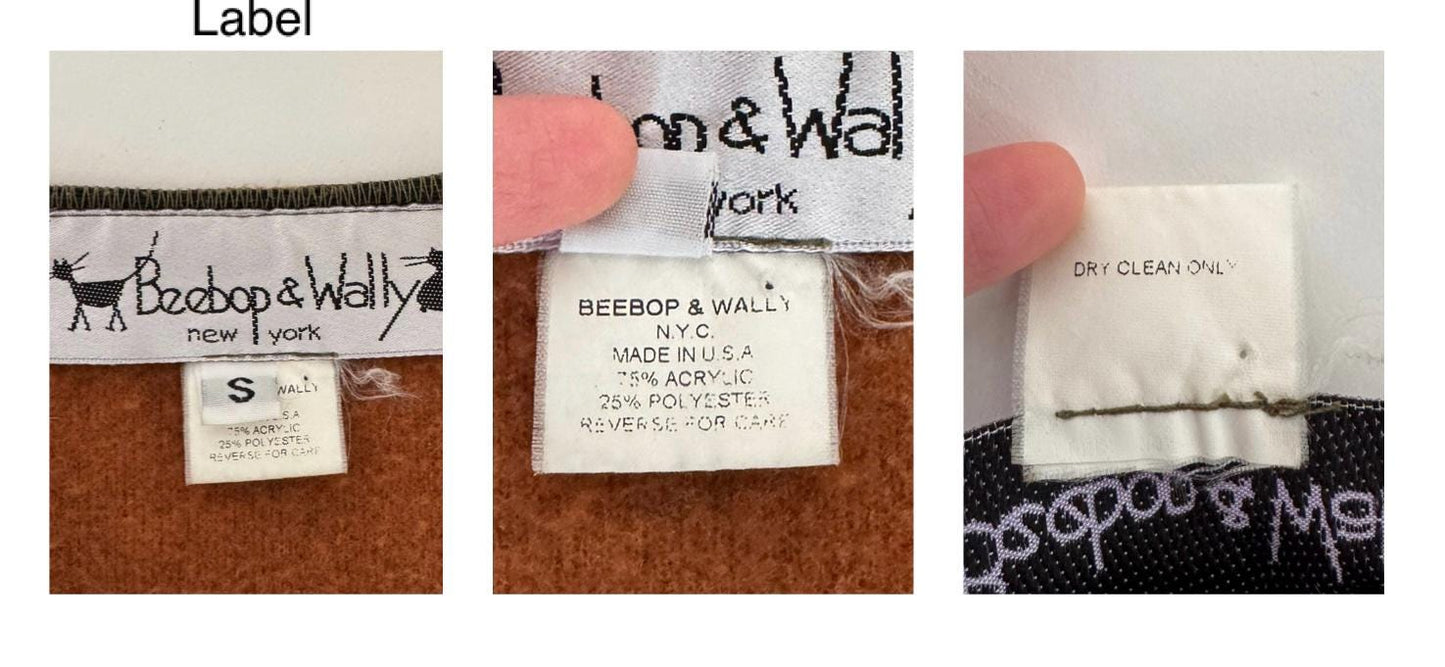 Label
Beebop & Wally
new york
S
WALLY
S.A
75% ACRYLIC
25% POLYESTER
REVERSE FOR CARE
& Wal
york
BEEBOP & WALLY
N.Y.C.
MADE IN U.S.A
75% ACRYLIC
25% POLYESTER
REVERSE FOR CARE
DRY CLEAN ONLY